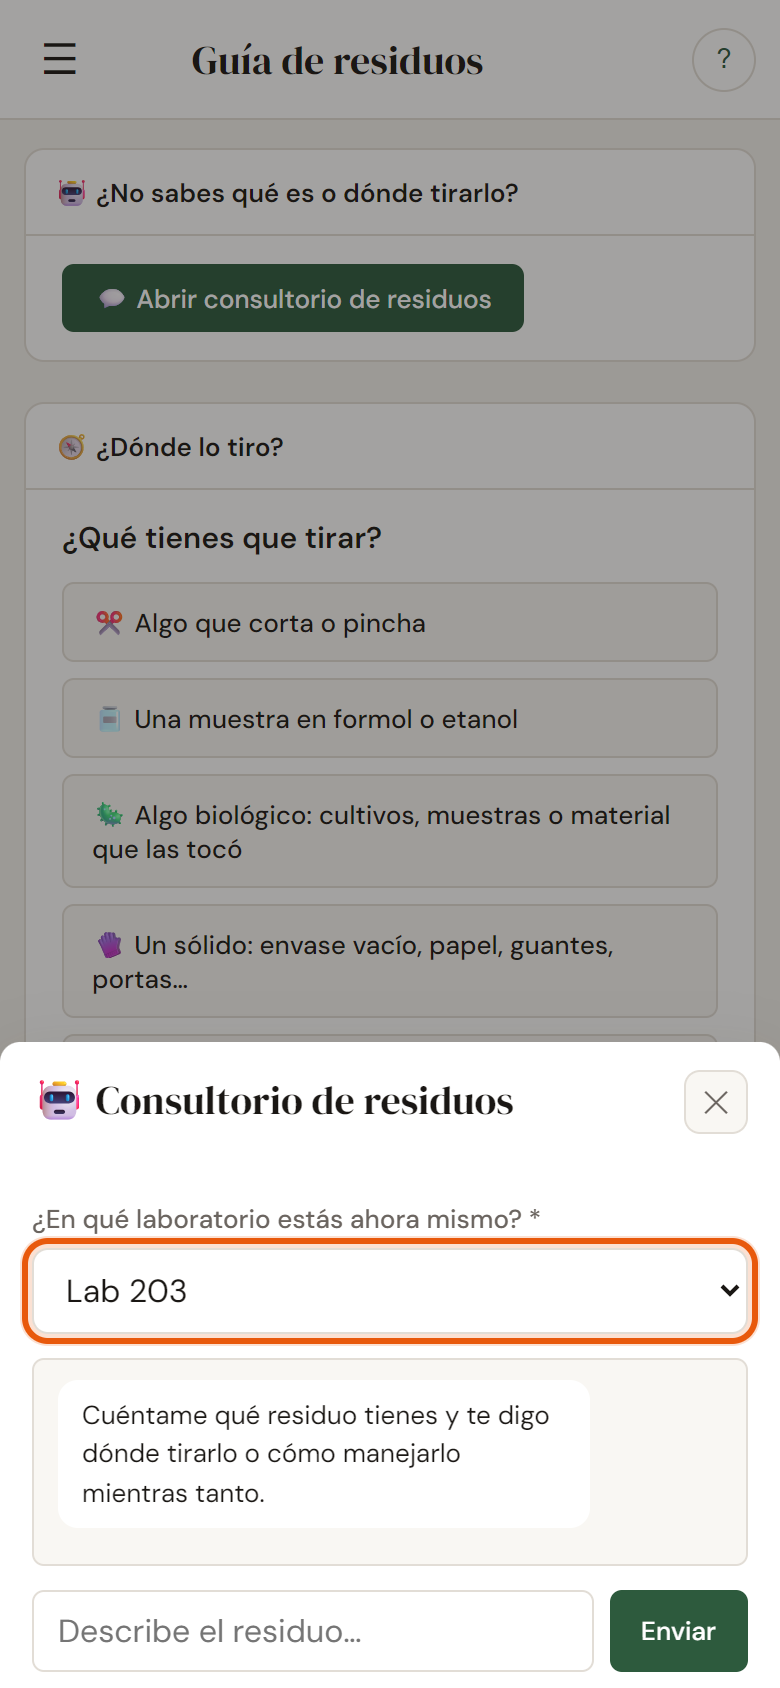 ☰ Guía de residuos ?
🤖 ¿No sabes qué es o dónde tirarlo?
💬 Abrir consultorio de residuos
🧭 ¿Dónde lo tiro?
¿Qué tienes que tirar?
✂️ Algo que corta o pincha
🫙 Una muestra en formol o etanol
🦠 Algo biológico: cultivos, muestras o material
que las tocó
🧤 Un sólido: envase vacío, papel, guantes,
portas...
🤖 Consultorio de residuos
¿En qué laboratorio estás ahora mismo? *
Lab 203
Cuéntame qué residuo tienes y te digo
dónde tirarlo o cómo manejarlo
mientras tanto.
Describe el residuo...
Enviar